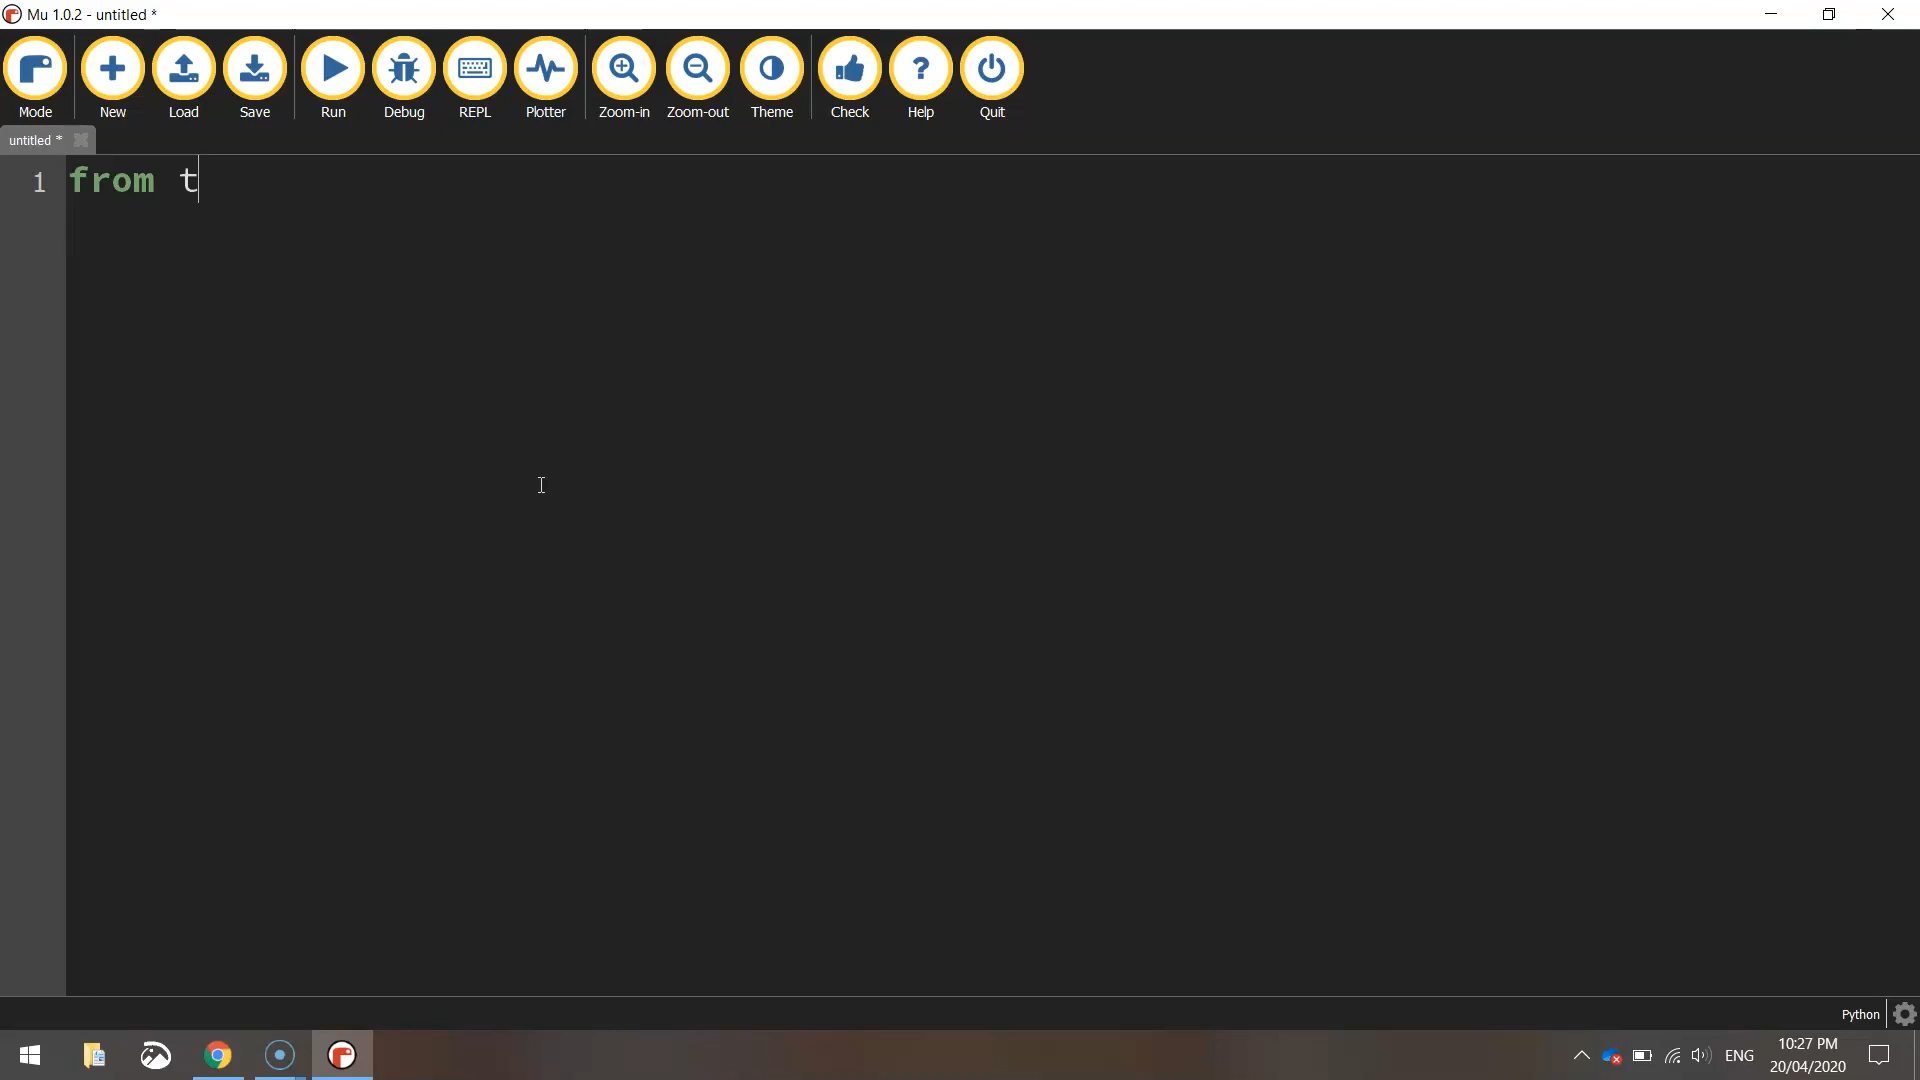 Mu 1.0.2 - untitled *
Mode New Load Save Run Debug REPL Plotter Zoom-in Zoom-out Theme Check Help Quit
untitled *
1 from t
Python
ENG 10:27 PM
20/04/2020